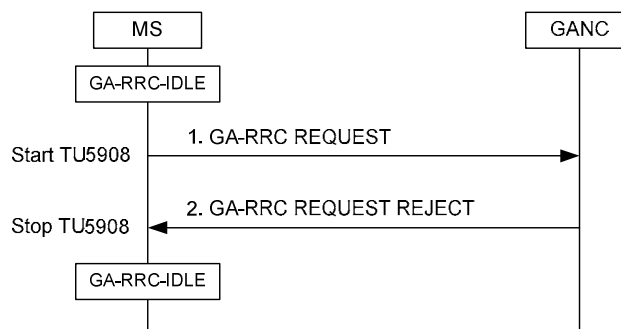 MS
GANC
GA-RRC-IDLE
1. GA-RRC REQUEST
Start TU5908
2. GA-RRC REQUEST REJECT
Stop TU5908
GA-RRC-IDLE